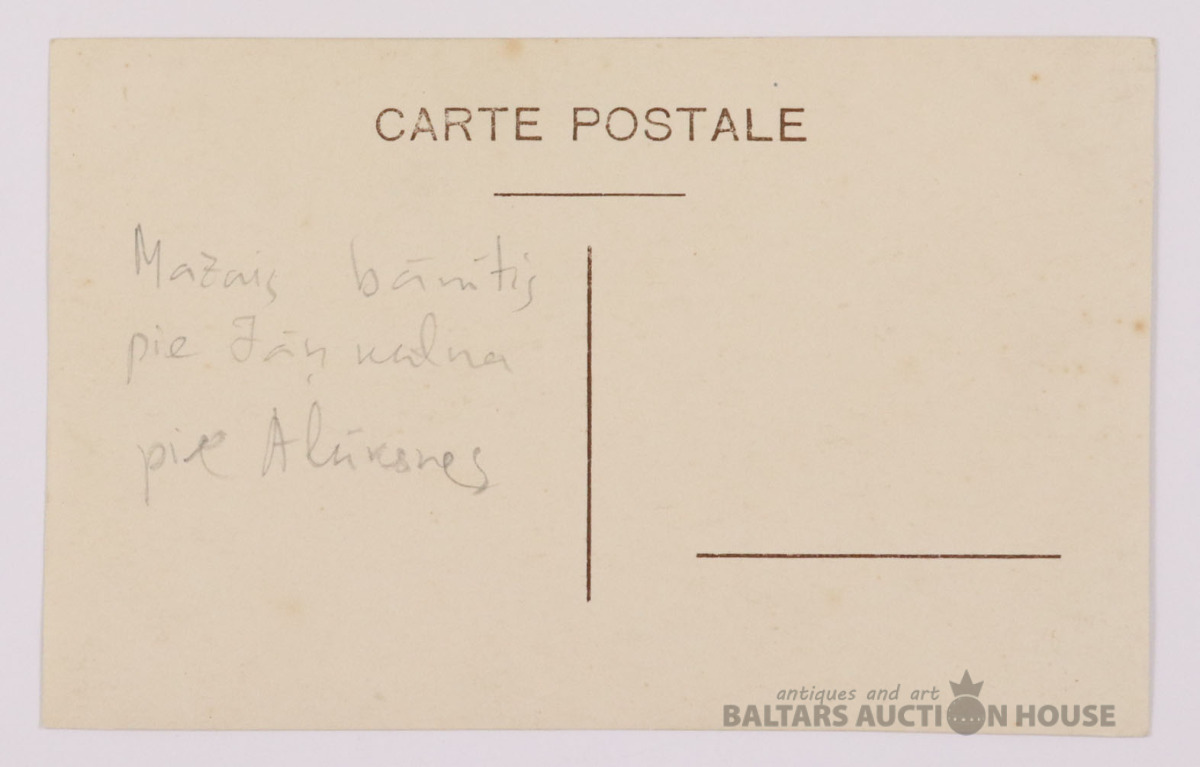 CARTE POSTALE
Mazais bānītis
pie Jāņ kalna
pie Alūksnes
antiques and art
BALTARS AUCTION HOUSE